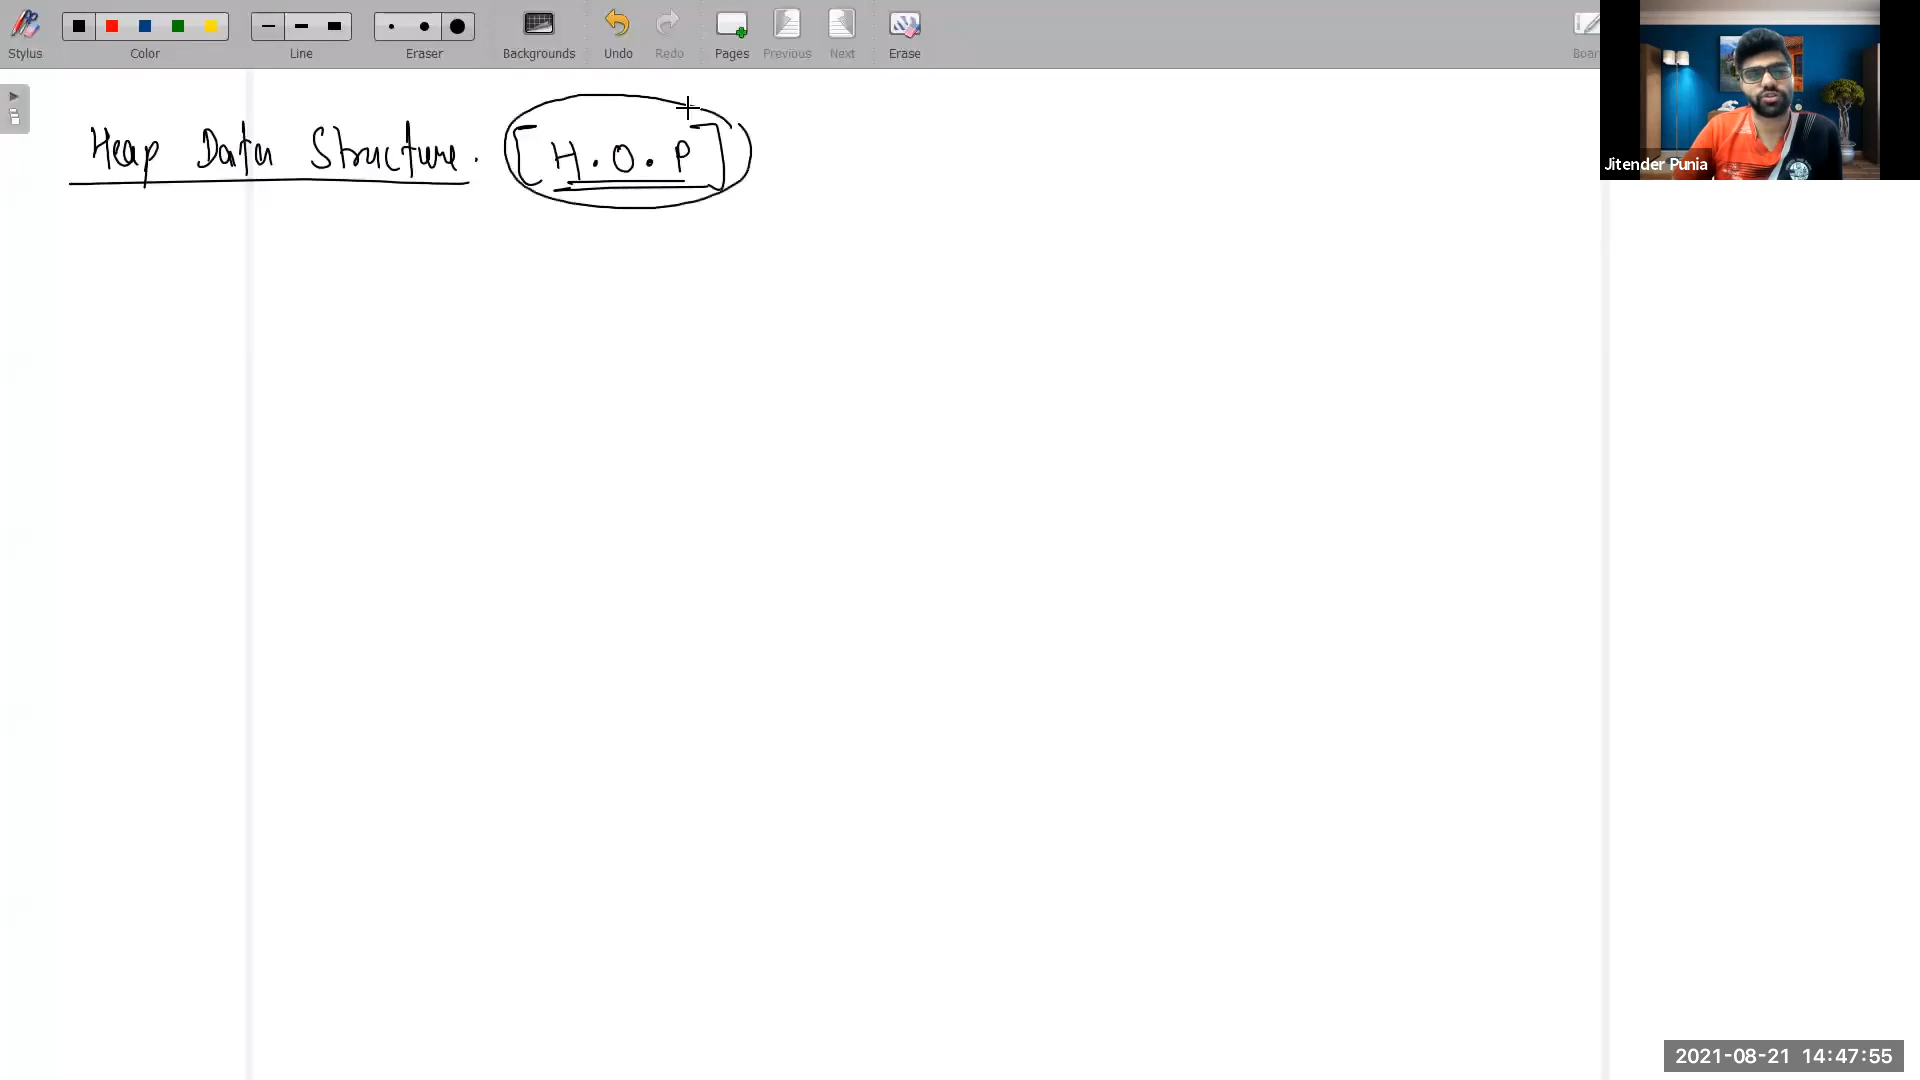 Stylus Color Line Eraser Backgrounds Undo Redo Pages Previous Next Erase Boar
Jitender Punia
Heap Data Structure. [H.O.P]
2021-08-21 14:47:55